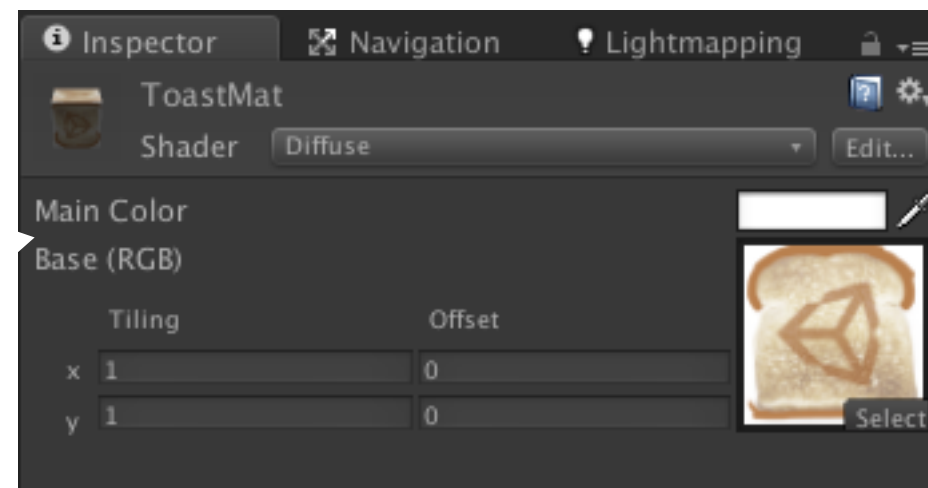 Inspector Navigation Lightmapping
ToastMat
Shader Diffuse Edit...
Main Color
Base (RGB)
Tiling Offset
x 1 0
y 1 0
Select